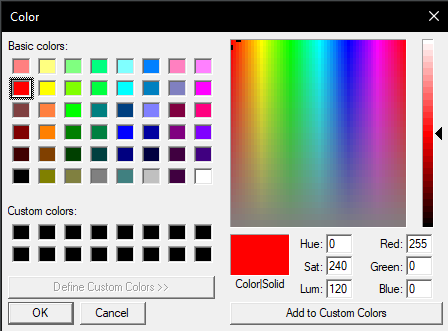 Color
Basic colors:
Custom colors:
Define Custom Colors >>
OK Cancel
Color|Solid
Hue: 0 Red: 255
Sat: 240 Green: 0
Lum: 120 Blue: 0
Add to Custom Colors